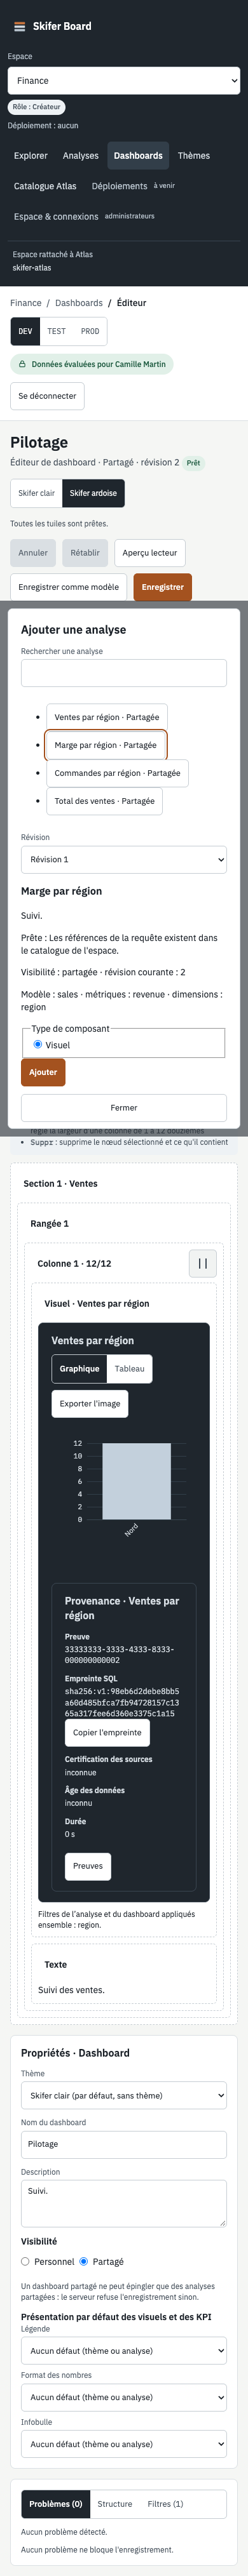 Skifer Board
Espace
Finance
Rôle : Créateur
Déploiement : aucun
Explorer Analyses Dashboards Thèmes
Catalogue Atlas Déploiements à venir
Espace & connexions administrateurs
Espace rattaché à Atlas
skifer-atlas
Finance / Dashboards / Éditeur
DEV TEST PROD
Données évaluées pour Camille Martin
Se déconnecter
Pilotage
Éditeur de dashboard · Partagé · révision 2 Prêt
Skifer clair Skifer ardoise
Toutes les tuiles sont prêtes.
Annuler Rétablir Aperçu lecteur
Enregistrer comme modèle Enregistrer
Ajouter une analyse
Rechercher une analyse
Ventes par région · Partagée
Marge par région · Partagée
Commandes par région · Partagée
Total des ventes · Partagée
Révision
Révision 1
Marge par région
Suivi.
Prête : Les références de la requête existent dans
le catalogue de l'espace.
Visibilité : partagée · révision courante : 2
Modèle : sales · métriques : revenue · dimensions :
region
Type de composant
Visuel
Ajouter
Fermer
règle la largeur d'une colonne de 1 à 12 douzièmes
Suppr : supprime le nœud sélectionné et ce qu'il contient
Section 1 · Ventes
Rangée 1
Colonne 1 · 12/12
Visuel · Ventes par région
Ventes par région
Graphique Tableau
Exporter l'image
12
10
8
6
4
2
0
Nord
Provenance · Ventes par
région
Preuve
33333333-3333-4333-8333-
000000000002
Empreinte SQL
sha256:v1:98eb6d2debe8bb5
a60d485bfca7fb94728157c13
65a317fee6d360e3375c1a15
Copier l'empreinte
Certification des sources
inconnue
Âge des données
inconnu
Durée
0 s
Preuves
Filtres de l'analyse et du dashboard appliqués
ensemble : region.
Texte
Suivi des ventes.
Propriétés · Dashboard
Thème
Skifer clair (par défaut, sans thème)
Nom du dashboard
Pilotage
Description
Suivi.
Visibilité
Personnel Partagé
Un dashboard partagé ne peut épingler que des analyses
partagées : le serveur refuse l'enregistrement sinon.
Présentation par défaut des visuels et des KPI
Légende
Aucun défaut (thème ou analyse)
Format des nombres
Aucun défaut (thème ou analyse)
Infobulle
Aucun défaut (thème ou analyse)
Problèmes (0) Structure Filtres (1)
Aucun problème détecté.
Aucun problème ne bloque l'enregistrement.